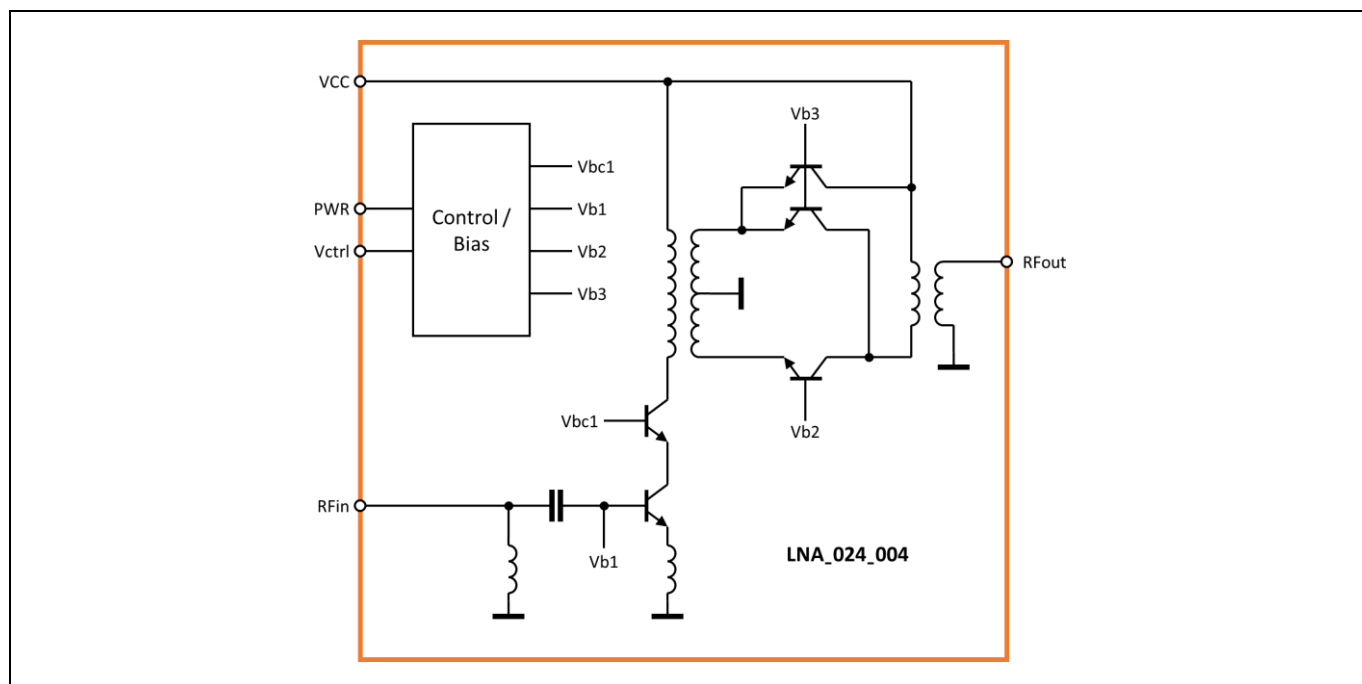 VCC
Vb3
Vbc1
PWR
Vb1
Control /
Bias
Vctrl
Vb2
RFout
Vb3
Vbc1
Vb2
RFin
Vb1
LNA_024_004